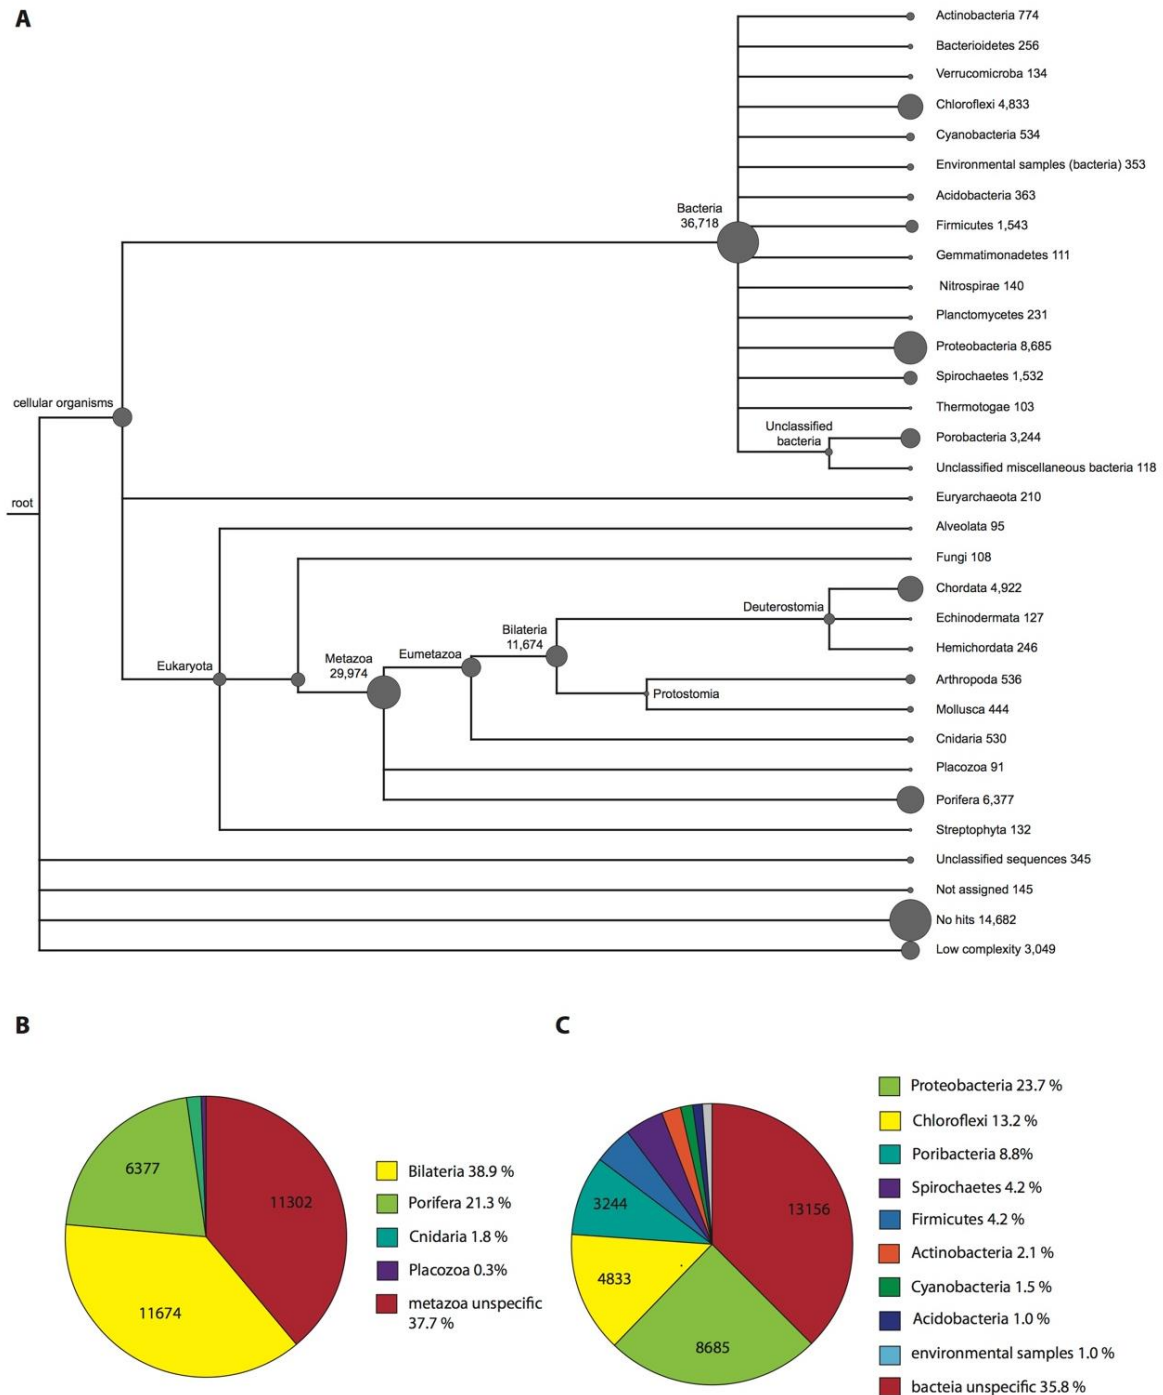 A
Actinobacteria 774
Bacterioidetes 256
Verrucomicroba 134
Chloroflexi 4,833
Cyanobacteria 534
Environmental samples (bacteria) 353
Acidobacteria 363
Bacteria
36,718
Firmicutes 1,543
Gemmatimonadetes 111
Nitrospirae 140
Planctomycetes 231
Proteobacteria 8,685
Spirochaetes 1,532
cellular organisms
Thermotogae 103
Unclassified
bacteria
Porobacteria 3,244
Unclassified miscellaneous bacteria 118
root
Euryarchaeota 210
Alveolata 95
Fungi 108
Chordata 4,922
Deuterostomia
Echinodermata 127
Bilateria
11,674
Hemichordata 246
Eukaryota
Metazoa
29,974
Eumetazoa
Arthropoda 536
Protostomia
Mollusca 444
Cnidaria 530
Placozoa 91
Porifera 6,377
Streptophyta 132
Unclassified sequences 345
Not assigned 145
No hits 14,682
Low complexity 3,049
B
6377
11302
11674
Bilateria 38.9 %
Porifera 21.3 %
Cnidaria 1.8 %
Placozoa 0.3%
metazoa unspecific
37.7 %
C
3244
13156
4833
8685
Proteobacteria 23.7 %
Chloroflexi 13.2 %
Poribacteria 8.8%
Spirochaetes 4.2 %
Firmicutes 4.2 %
Actinobacteria 2.1 %
Cyanobacteria 1.5 %
Acidobacteria 1.0 %
environmental samples 1.0 %
bacteia unspecific 35.8 %